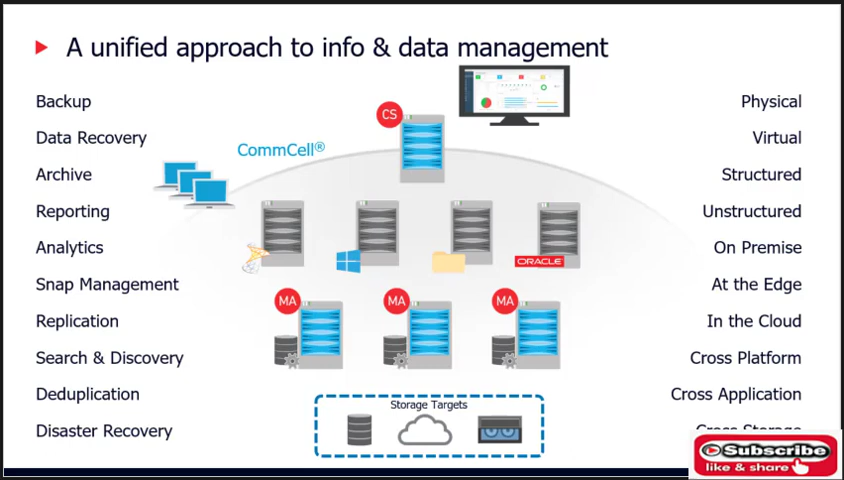 A unified approach to info & data management
Backup
Data Recovery
Archive
Reporting
Analytics
Snap Management
Replication
Search & Discovery
Deduplication
Disaster Recovery
CommCell®
CS
ORACLE
MA
MA
MA
Storage Targets
Physical
Virtual
Structured
Unstructured
On Premise
At the Edge
In the Cloud
Cross Platform
Cross Application
Cross Storage
Subscribe
like & share